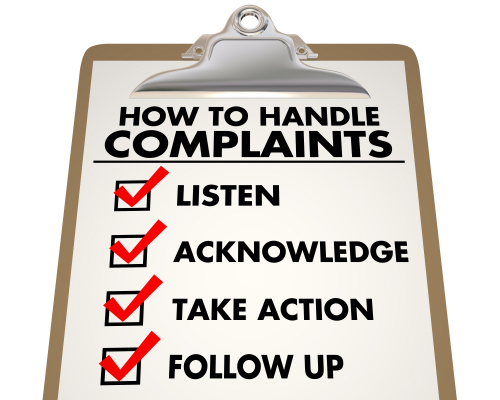 HOW TO HANDLE
COMPLAINTS
LISTEN
ACKNOWLEDGE
TAKE ACTION
FOLLOW UP